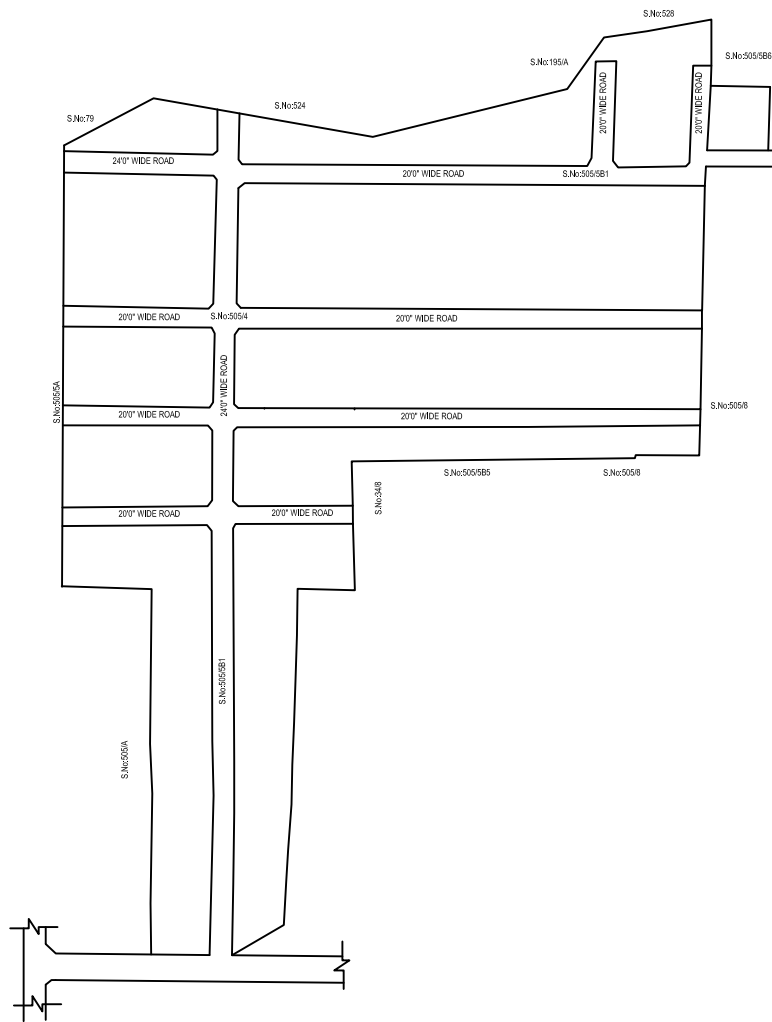 S.No:528
S.No:505/5B6
S.No:195/A
S.No:524
S.No:79
20'0" WIDE ROAD
20'0" WIDE ROAD
24'0" WIDE ROAD
20'0" WIDE ROAD
S.No:505/5B1
20'0" WIDE ROAD
S.No:505/4
20'0" WIDE ROAD
24'0" WIDE ROAD
S.No:505/5A
S.No:505/8
20'0" WIDE ROAD
20'0" WIDE ROAD
S.No:505/5B5
S.No:505/8
S.No:34/8
20'0" WIDE ROAD
20'0" WIDE ROAD
S.No:505/5B1
S.No:505/A